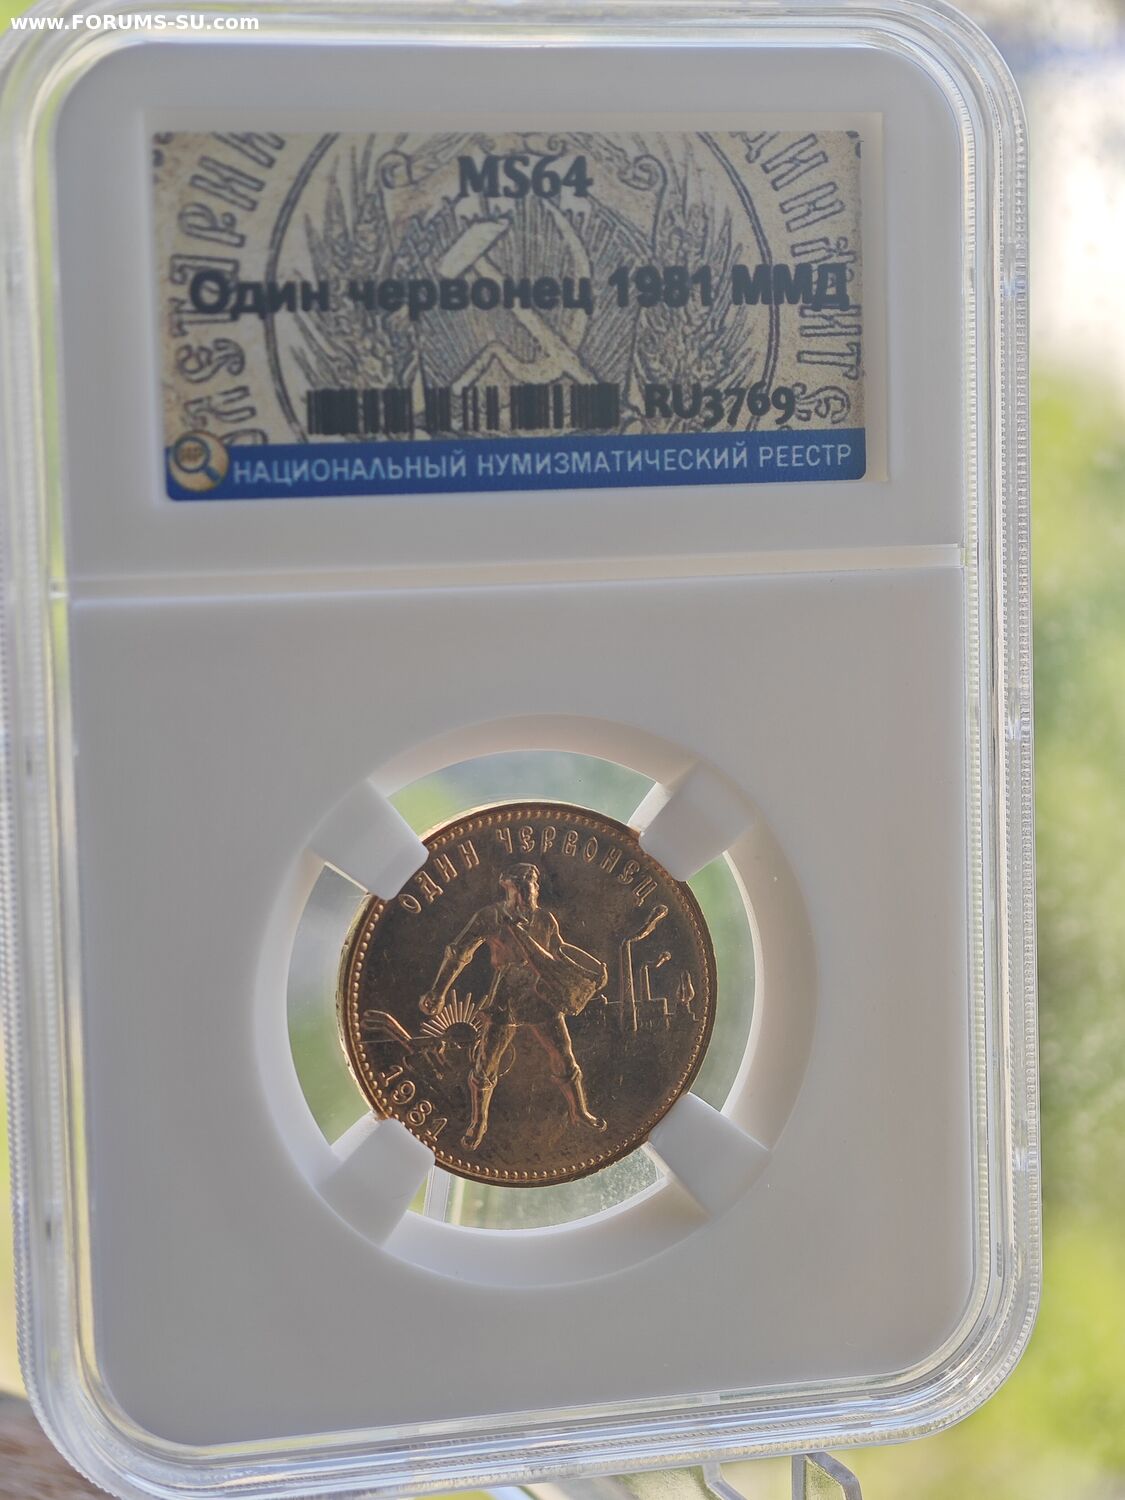 www.FORUMS-SU.com
MS64
Один червонец 1981 ММД
RU3769
НАЦИОНАЛЬНЫЙ НУМИЗМАТИЧЕСКИЙ РЕЕСТР
ОДИН ЧЕРВОНЕЦ
1981